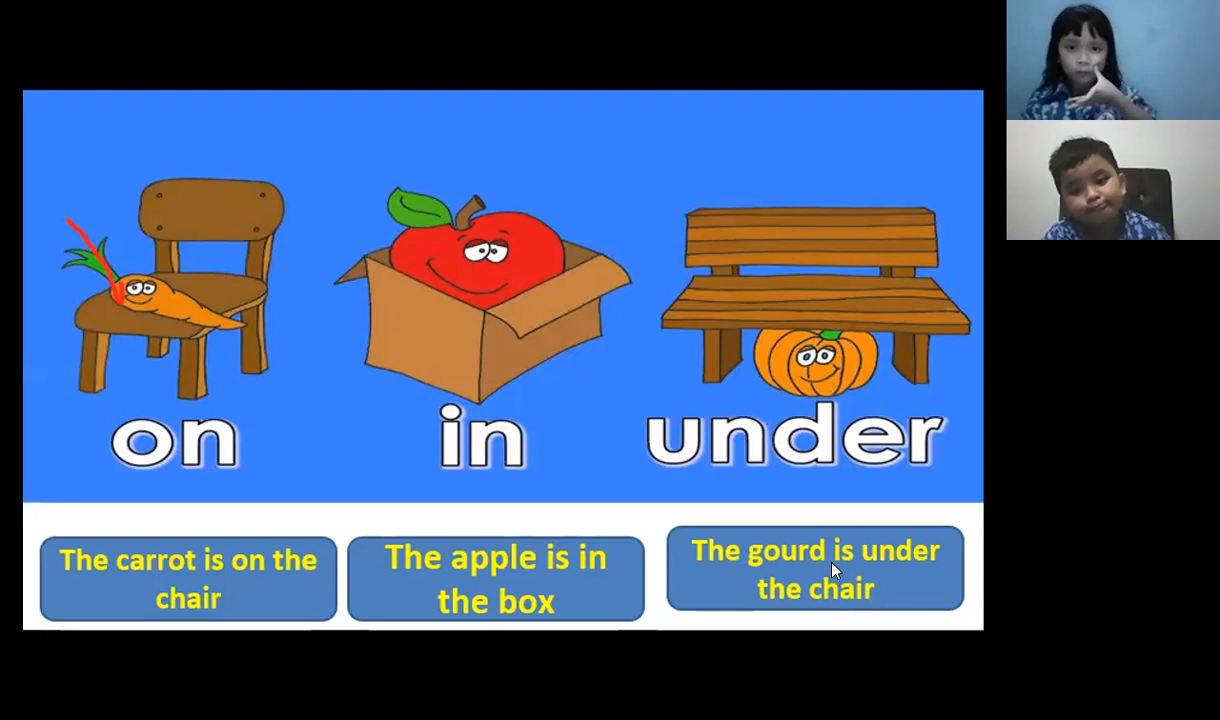 on
in
under
The carrot is on the
chair
The apple is in
the box
The gourd is under
the chair